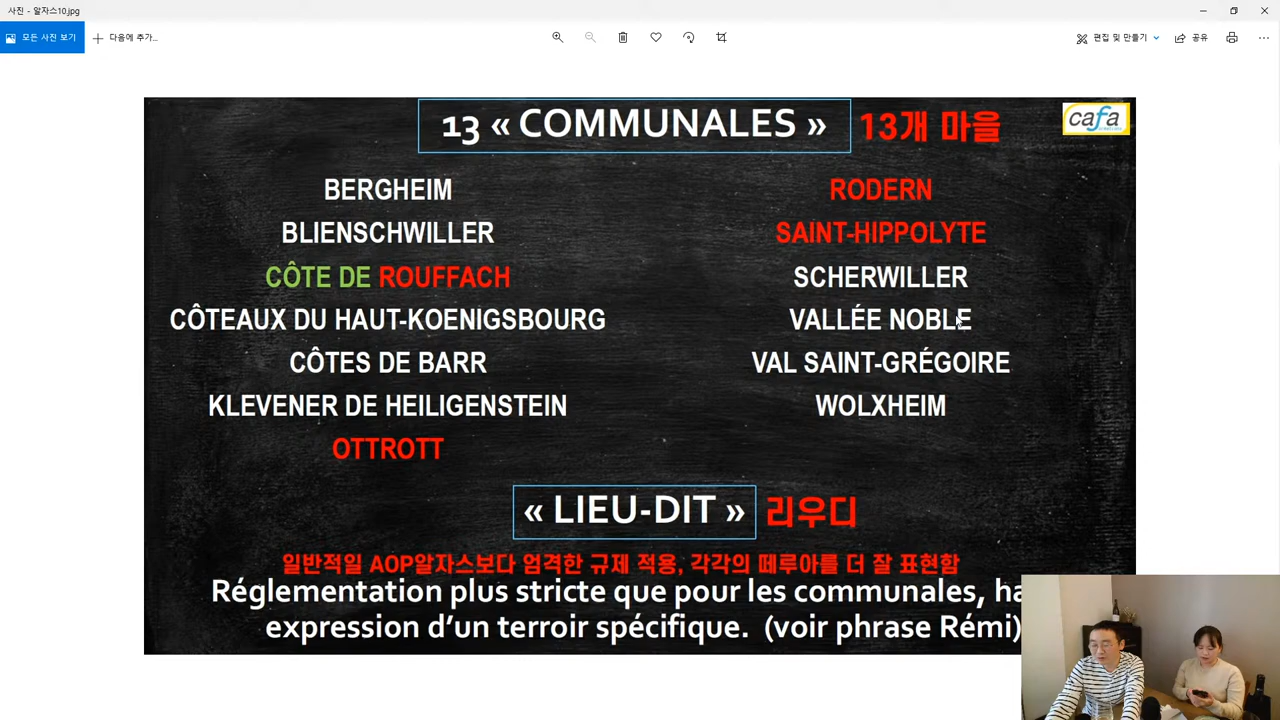 사진 - 알자스10.jpg
모든 사진 보기
다음에 추가...
편집 및 만들기
공유
13 « COMMUNALES » 13개 마을
cafa
BERGHEIM
BLIENSCHWILLER
CÔTE DE ROUFFACH
CÔTEAUX DU HAUT-KOENIGSBOURG
CÔTES DE BARR
KLEVENER DE HEILIGENSTEIN
OTTROTT
RODERN
SAINT-HIPPOLYTE
SCHERWILLER
VALLÉE NOBLE
VAL SAINT-GRÉGOIRE
WOLXHEIM
« LIEU-DIT » 리우디
일반적일 AOP알자스보다 엄격한 규제 적용, 각각의 떼루아를 더 잘 표현함
Réglementation plus stricte que pour les communales, ha
expression d’un terroir spécifique. (voir phrase Rémi)